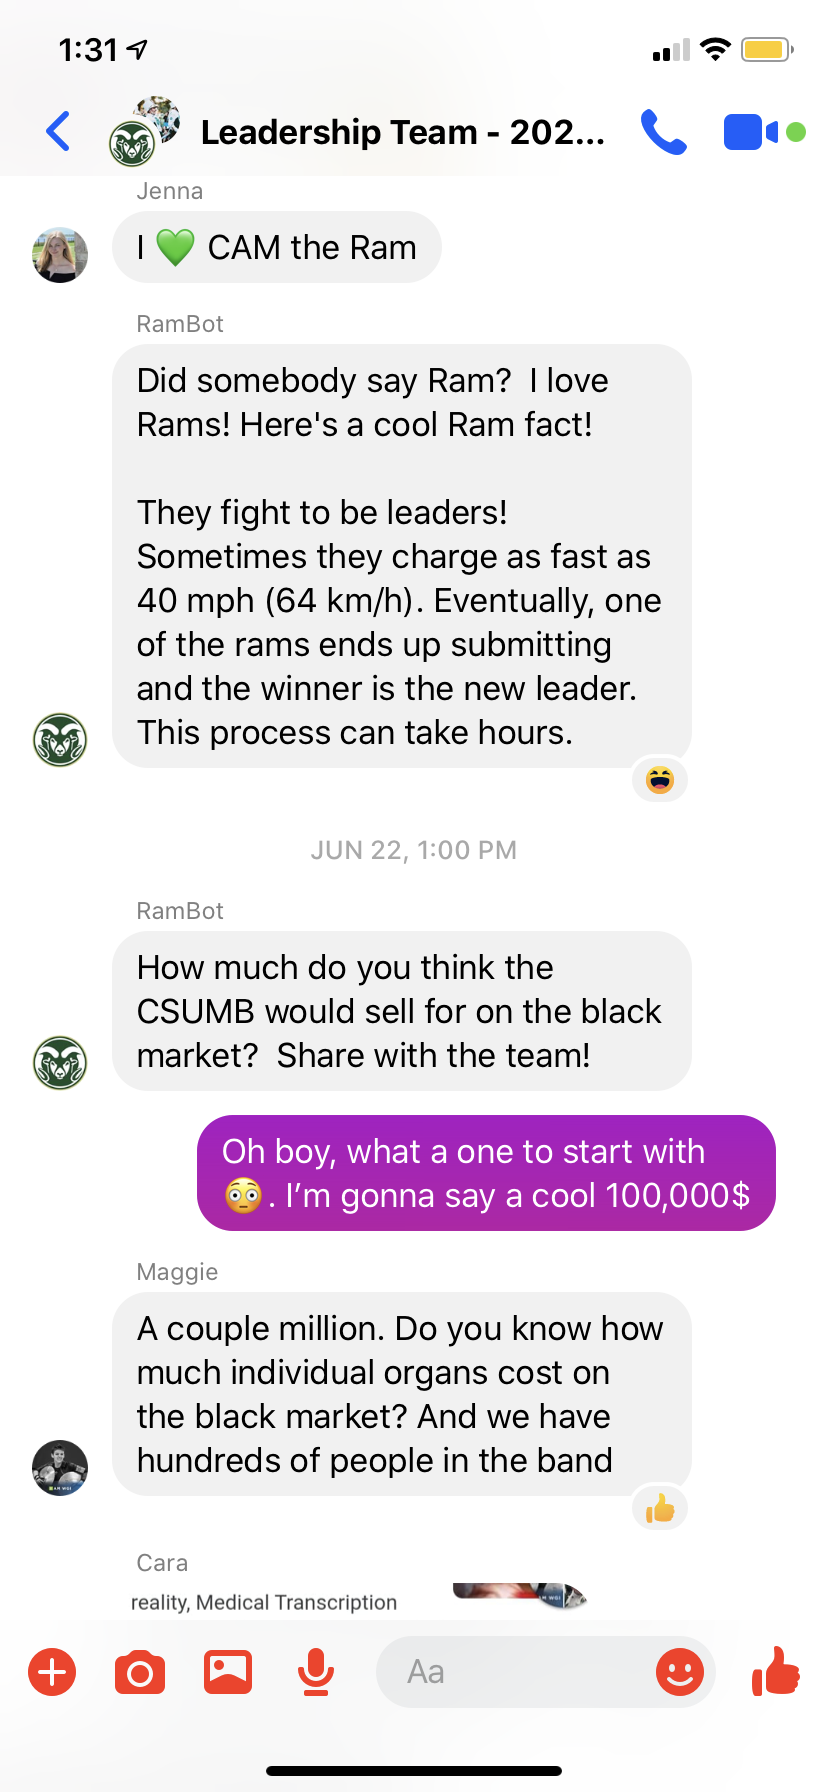 1:31
Leadership Team - 202...
Jenna
I 💚 CAM the Ram
RamBot
Did somebody say Ram?  I love
Rams! Here's a cool Ram fact!
They fight to be leaders!
Sometimes they charge as fast as
40 mph (64 km/h). Eventually, one
of the rams ends up submitting
and the winner is the new leader.
This process can take hours.
JUN 22, 1:00 PM
RamBot
How much do you think the
CSUMB would sell for on the black
market?  Share with the team!
Oh boy, what a one to start with
😳. I’m gonna say a cool 100,000$
Maggie
A couple million. Do you know how
much individual organs cost on
the black market? And we have
hundreds of people in the band
Cara
reality, Medical Transcription
Aa